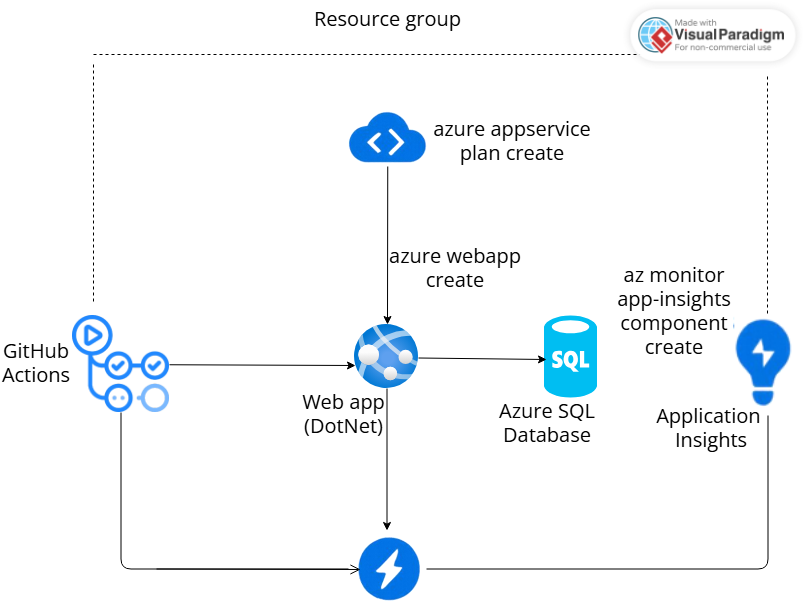 Resource group
Made with
Visual Paradigm
For non-commercial use
azure appservice
plan create
azure webapp
create
az monitor
app-insights
component
create
GitHub
Actions
SQL
Web app
(DotNet)
Azure SQL
Database
Application
Insights